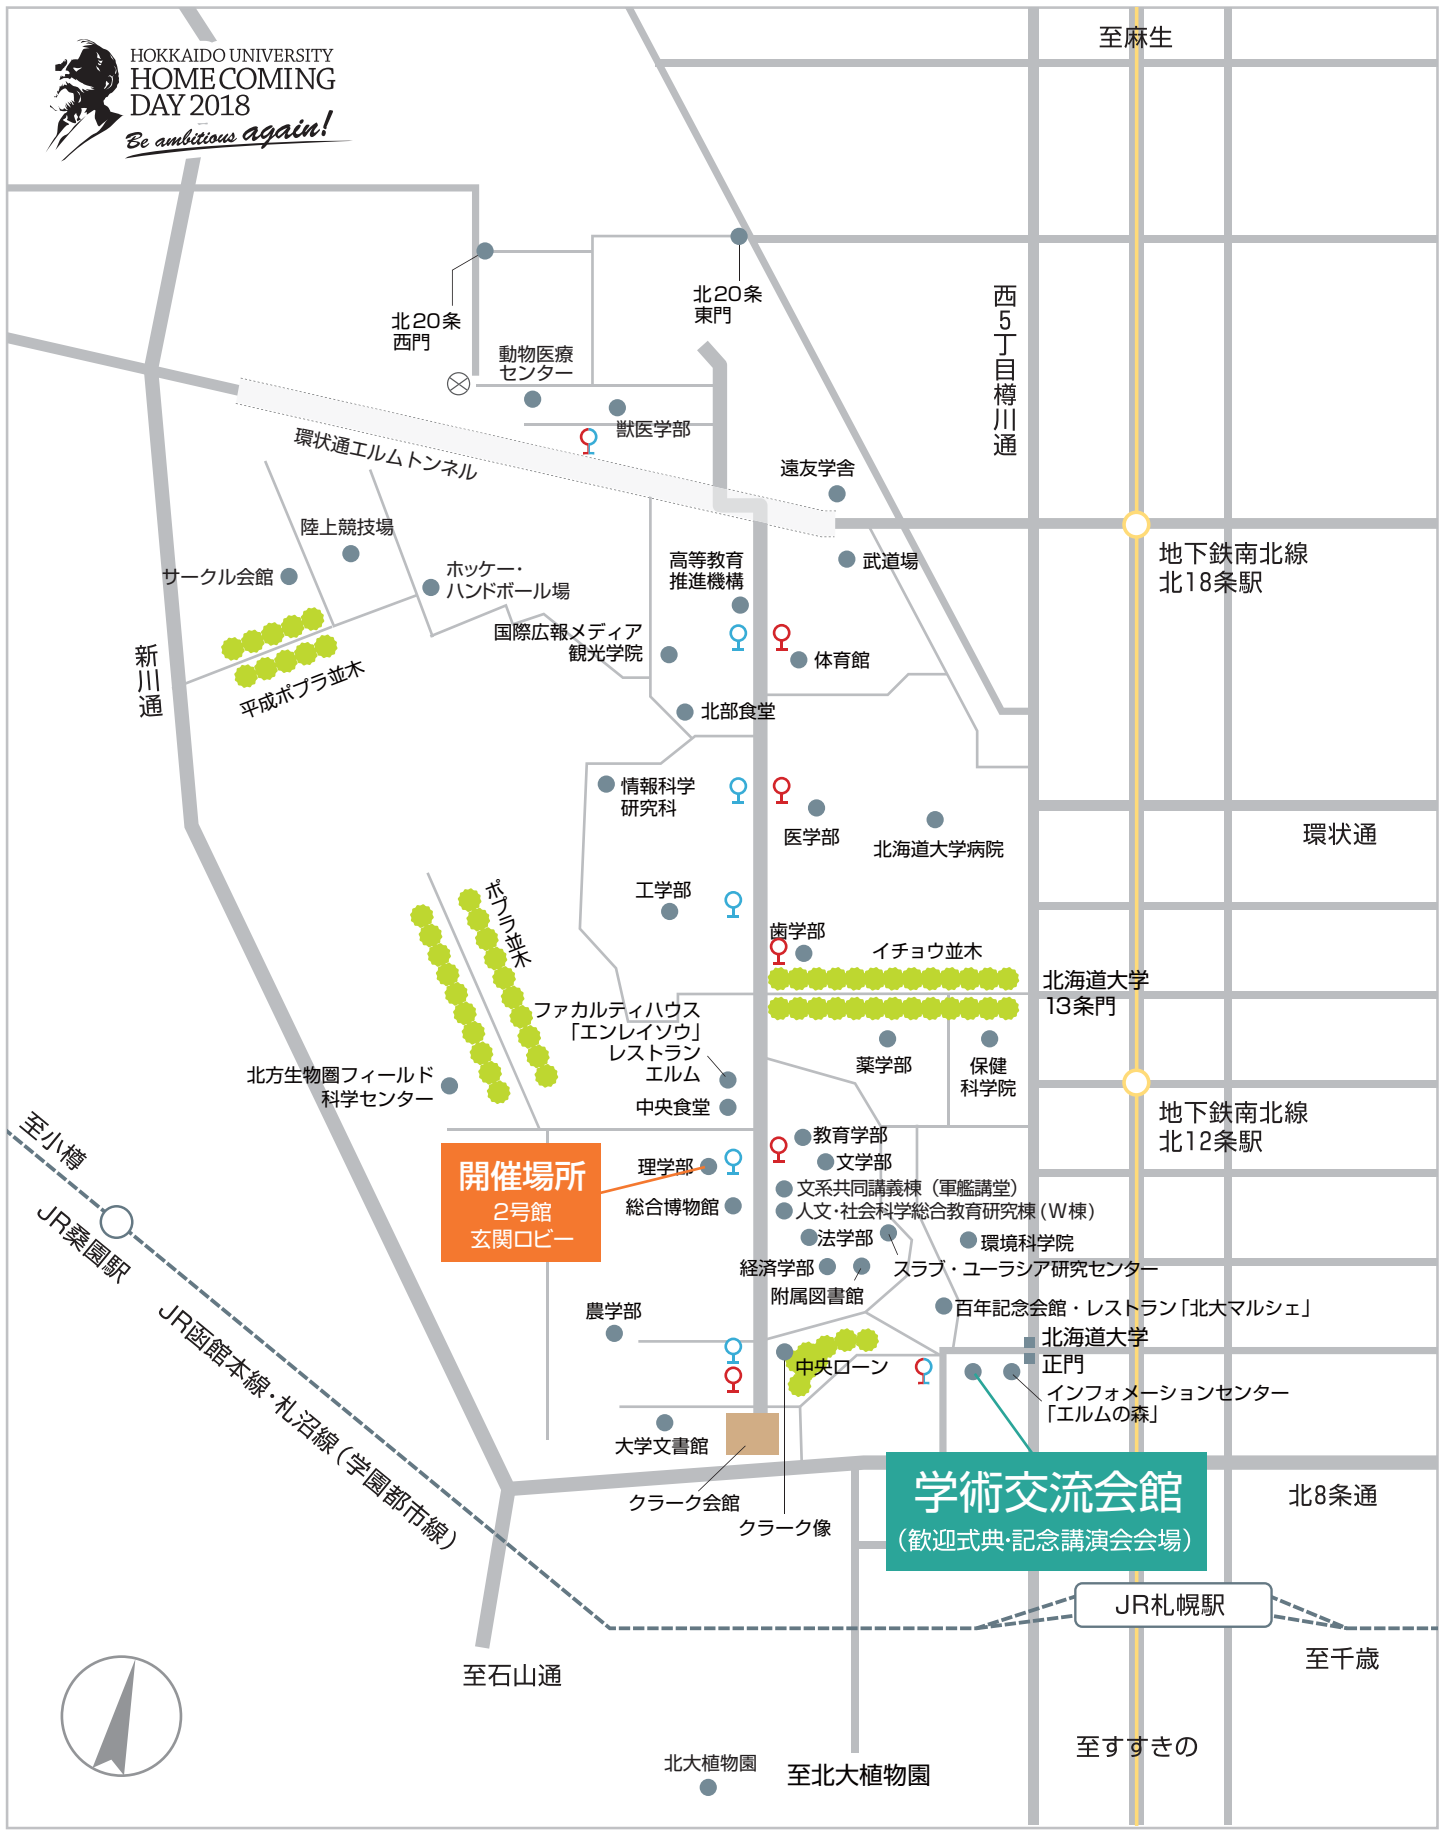 至麻生
HOKKAIDO UNIVERSITY
HOME COMING
DAY 2018
Be ambitious again!
北20条
東門
西5丁目樽川通
北20条
西門
動物医療
センター
獣医学部
環状通エルムトンネル
遠友学舎
陸上競技場
サークル会館
ホッケー・
ハンドボール場
高等教育
推進機構
武道場
地下鉄南北線
北18条駅
国際広報メディア
観光学院
体育館
新川通
平成ポプラ並木
北部食堂
情報科学
研究科
医学部
北海道大学病院
環状通
工学部
ポプラ並木
歯学部
イチョウ並木
北海道大学
13条門
ファカルティハウス
「エンレイソウ」
レストラン
エルム
薬学部
保健
科学院
北方生物圏フィールド
科学センター
中央食堂
地下鉄南北線
北12条駅
至小樽
教育学部
文学部
開催場所
2号館
玄関ロビー
理学部
総合博物館
文系共同講義棟（軍艦講堂）
人文・社会科学総合教育研究棟(W棟)
法学部
環境科学院
JR桑園駅
経済学部
スラブ・ユーラシア研究センター
附属図書館
農学部
百年記念会館・レストラン「北大マルシェ」
JR函館本線・札沼線(学園都市線)
北海道大学
正門
中央ローン
インフォメーションセンター
「エルムの森」
大学文書館
クラーク会館
クラーク像
学術交流会館
（歓迎式典・記念講演会会場）
北8条通
JR札幌駅
至石山通
至千歳
至すすきの
北大植物園
至北大植物園